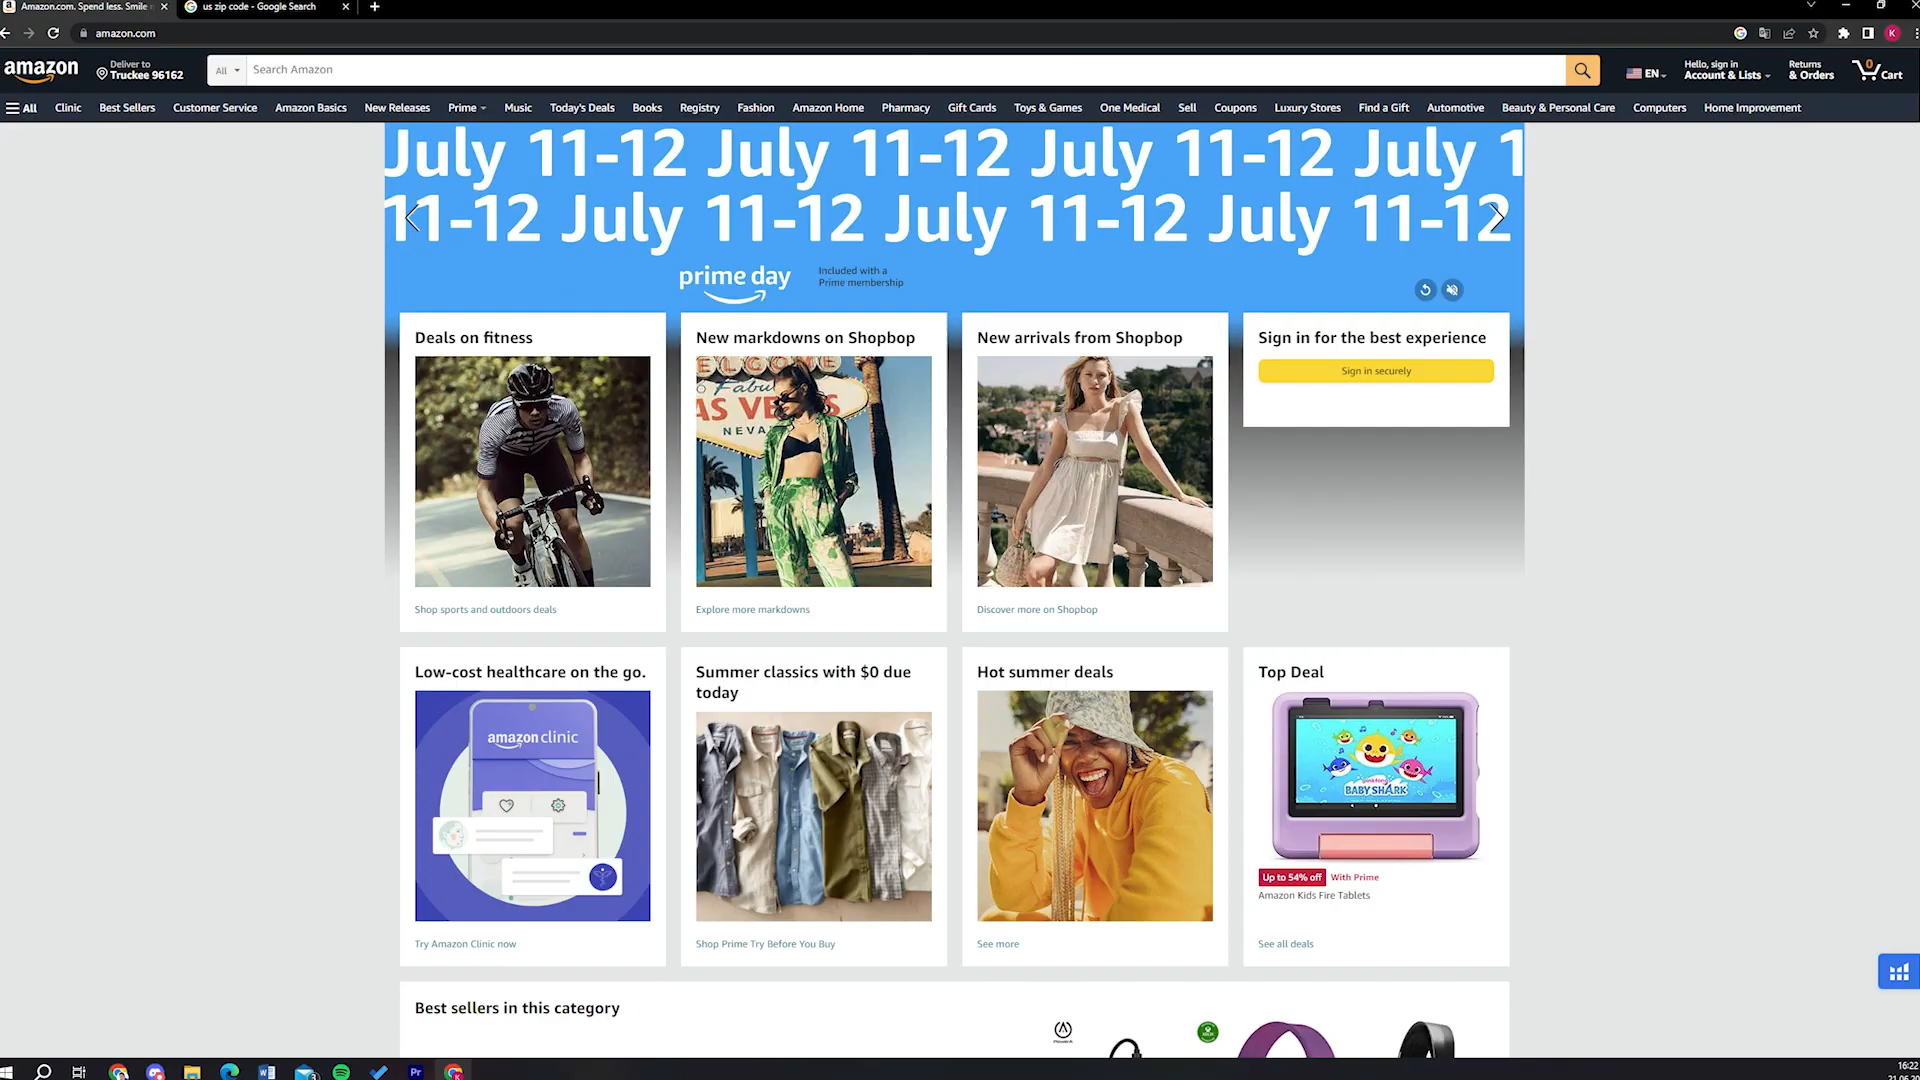 Amazon.com. Spend less. Smile
us zip code - Google Search
amazon.com
K
amazon
Deliver to
Truckee 96162
All
Search Amazon
EN
Hello, sign in
Account & Lists
Returns
& Orders
0
Cart
All
Clinic
Best Sellers
Customer Service
Amazon Basics
New Releases
Prime
Music
Today's Deals
Books
Registry
Fashion
Amazon Home
Pharmacy
Gift Cards
Toys & Games
One Medical
Sell
Coupons
Luxury Stores
Find a Gift
Automotive
Beauty & Personal Care
Computers
Home Improvement
July 11-12 July 11-12 July 11-12 July 1
11-12 July 11-12 July 11-12 July 11-12
prime day
Included with a
Prime membership
Deals on fitness
New markdowns on Shopbop
New arrivals from Shopbop
Sign in for the best experience
Sign in securely
Fabu
AS VE
NEVA
Shop sports and outdoors deals
Explore more markdowns
Discover more on Shopbop
Low-cost healthcare on the go.
Summer classics with $0 due
today
Hot summer deals
Top Deal
amazon clinic
pinkfong
BABY SHARK
Up to 54% off
With Prime
Amazon Kids Fire Tablets
Try Amazon Clinic now
Shop Prime Try Before You Buy
See more
See all deals
Best sellers in this category
Pr
16:22